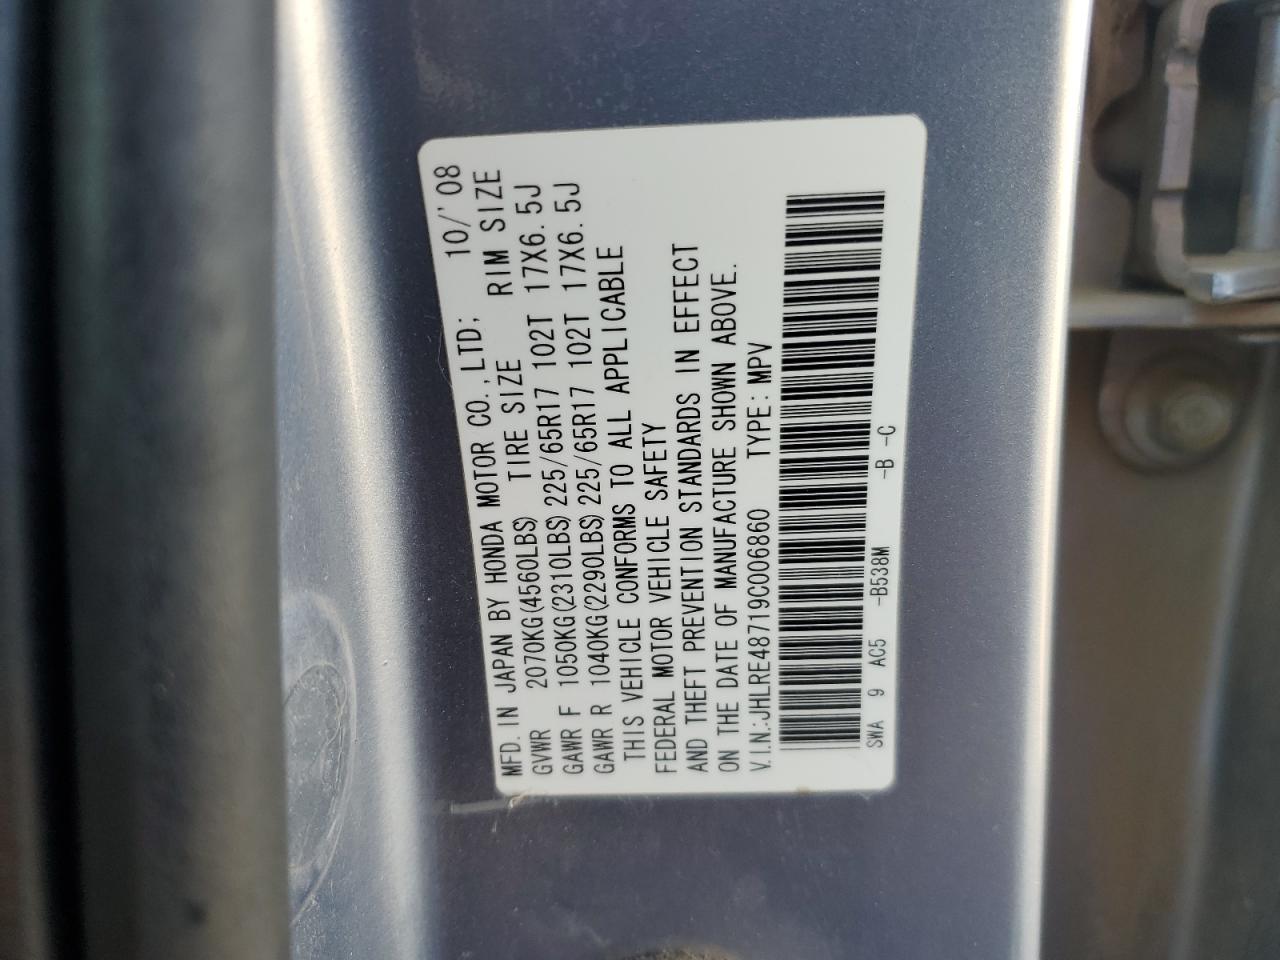 MFD. IN JAPAN BY HONDA MOTOR CO., LTD; 10/'08
GVWR 2070KG(4560LBS) TIRE SIZE RIM SIZE
GAWR F 1050KG(2310LBS) 225/65R17 102T 17X6.5J
GAWR R 1040KG(2290LBS) 225/65R17 102T 17X6.5J
THIS VEHICLE CONFORMS TO ALL APPLICABLE
FEDERAL MOTOR VEHICLE SAFETY
AND THEFT PREVENTION STANDARDS IN EFFECT
ON THE DATE OF MANUFACTURE SHOWN ABOVE.
V.I.N.:JHLRE48719C006860 TYPE: MPV
SWA 9 AC5 -B538M -B -C